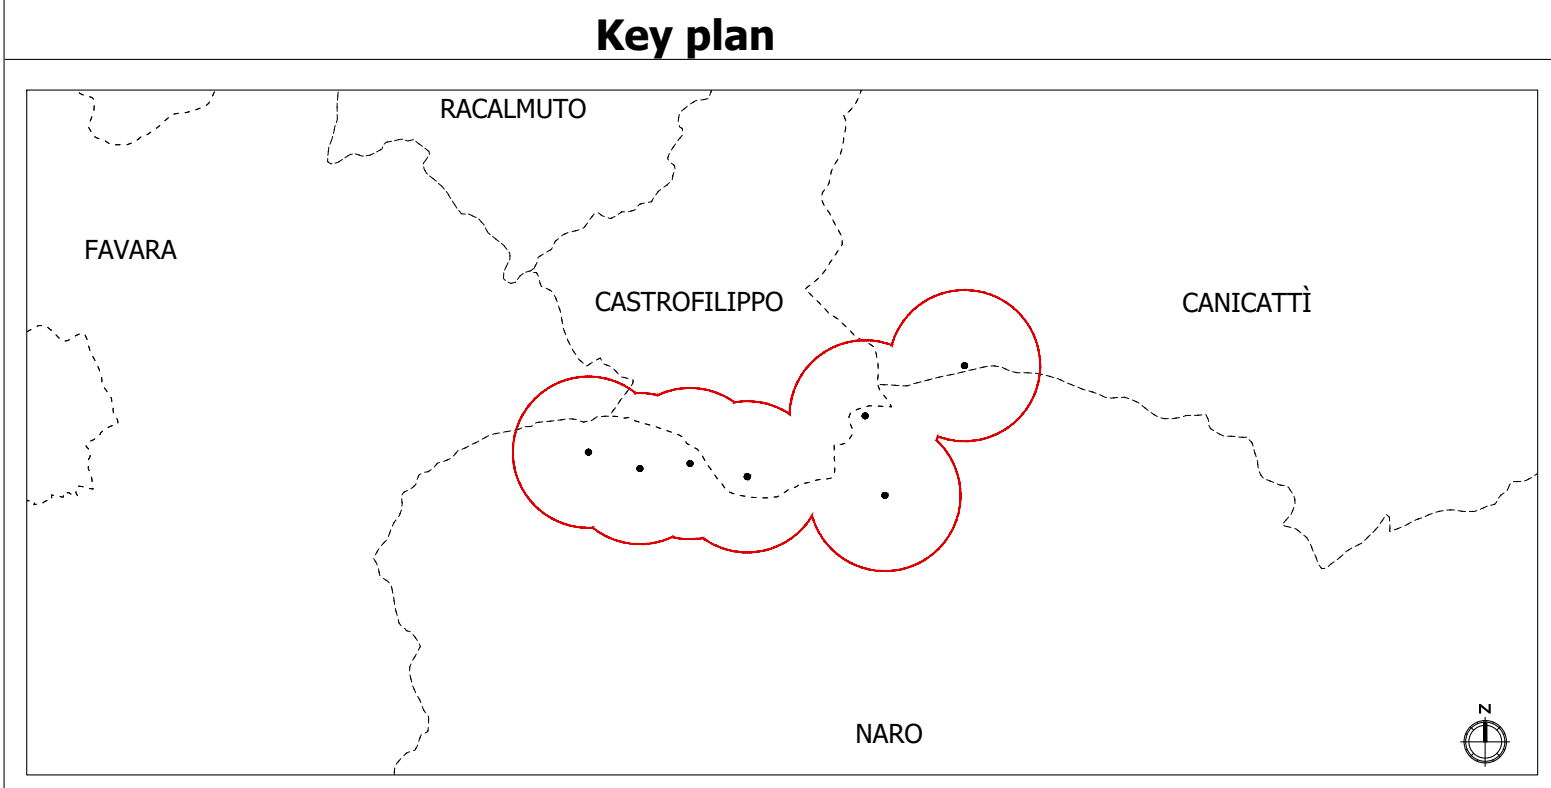 Key plan
RACALMUTO
FAVARA
CASTROFILIPPO
CANICATTÌ
NARO
N